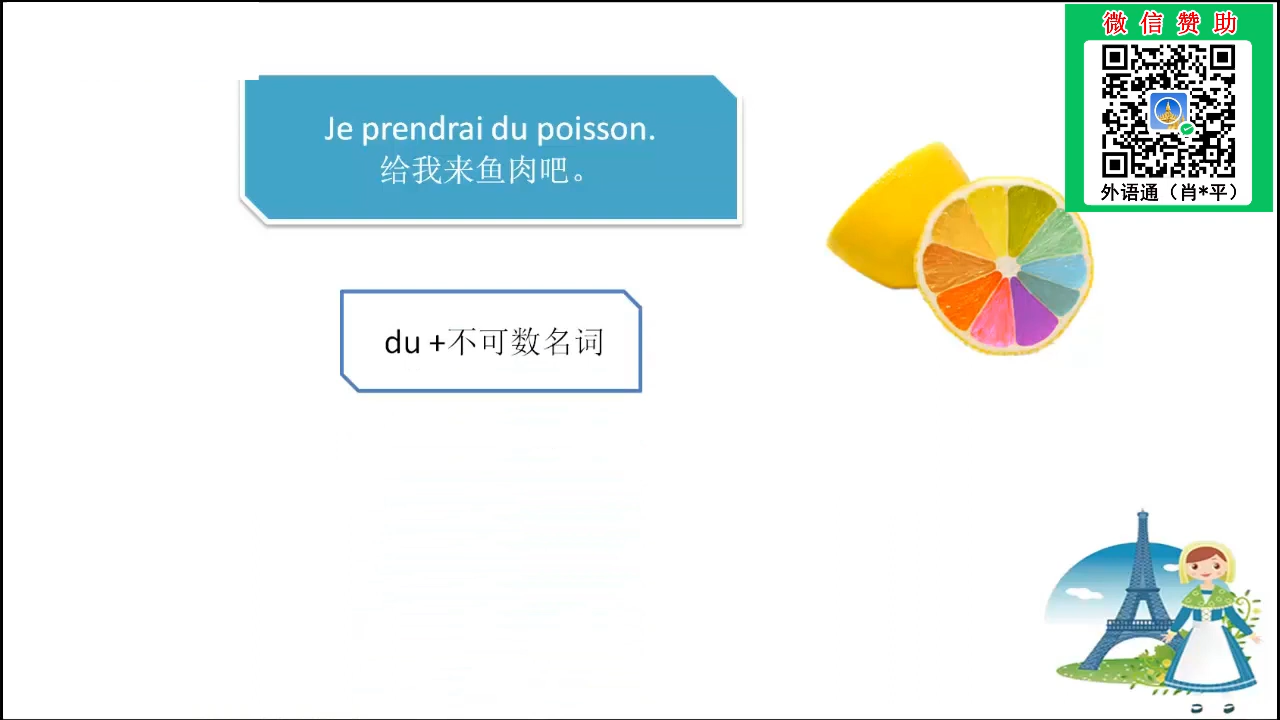 微信赞助
Je prendrai du poisson.
给我来鱼肉吧。
外语通（肖*平）
du +不可数名词